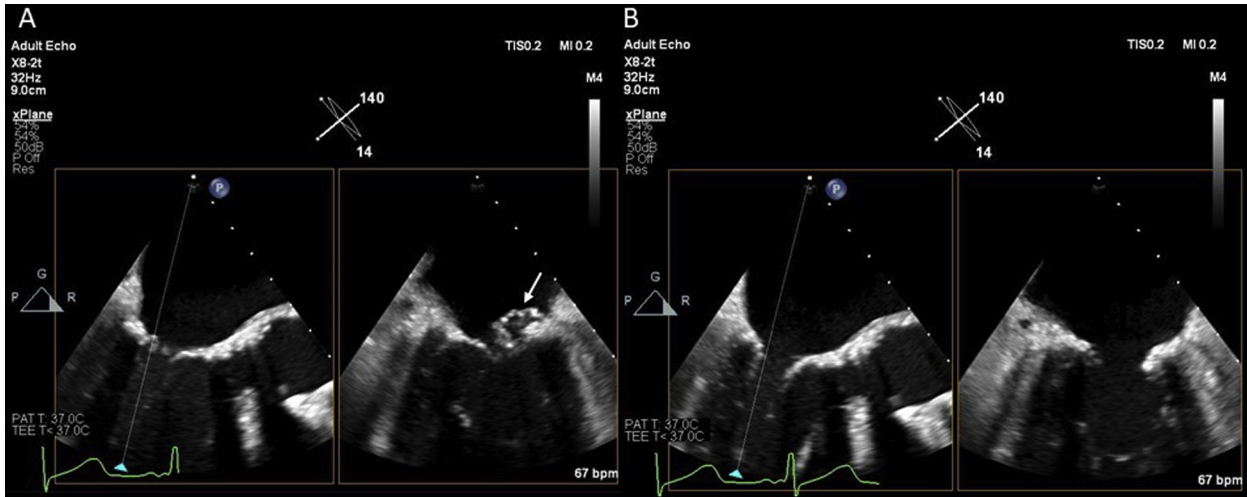 A
Adult Echo
X8-2t
32Hz
9.0cm
xPlane
54%
54%
50dB
P Off
Res
TIS0.2 MI 0.2
M4
140
14
P
G
P R
PAT T: 37.0C
TEE T< 37.0C
67 bpm
B
Adult Echo
X8-2t
32Hz
9.0cm
xPlane
54%
54%
50dB
P Off
Res
TIS0.2 MI 0.2
M4
140
14
P
G
P R
PAT T: 37.0C
TEE T< 37.0C
67 bpm